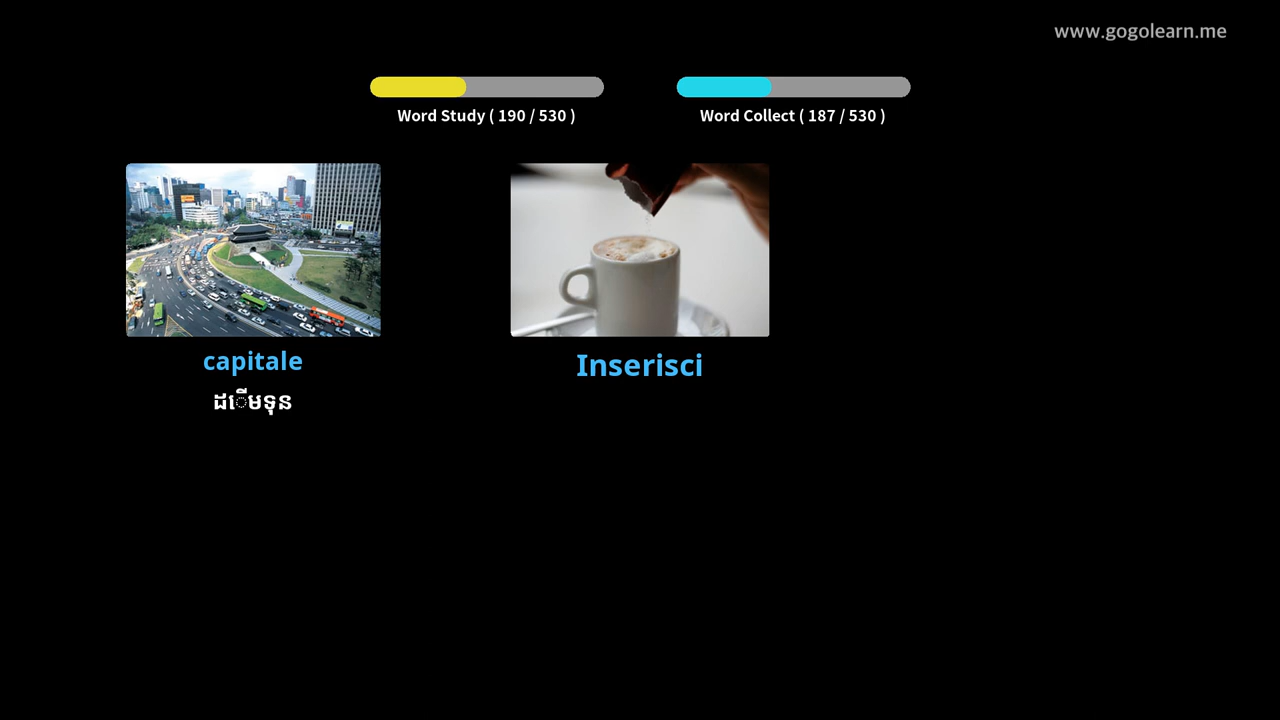 www.gogolearn.me
Word Study ( 190 / 530 )
Word Collect ( 187 / 530 )
capitale
Inserisci
ដេីមទុន